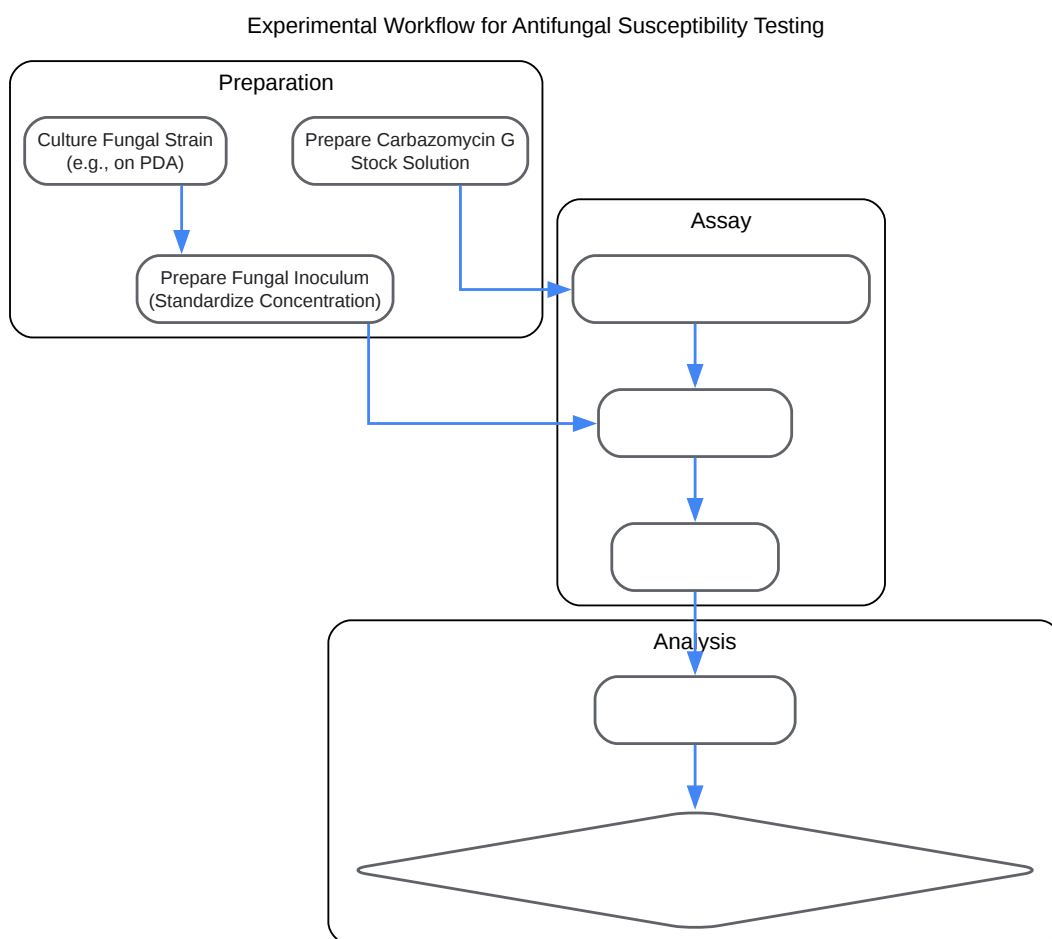 Experimental Workflow for Antifungal Susceptibility Testing
Preparation
Culture Fungal Strain
(e.g., on PDA)
Prepare Carbazomycin G
Stock Solution
Prepare Fungal Inoculum
(Standardize Concentration)
Assay
Analysis